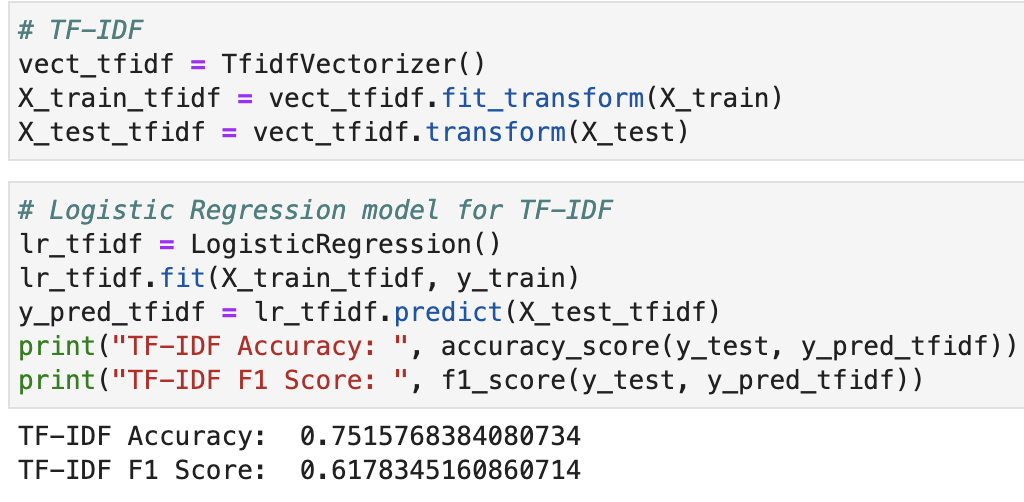 # TF-IDF
vect_tfidf = TfidfVectorizer()
X_train_tfidf = vect_tfidf.fit_transform(X_train)
X_test_tfidf = vect_tfidf.transform(X_test)
# Logistic Regression model for TF-IDF
lr_tfidf = LogisticRegression()
lr_tfidf.fit(X_train_tfidf, y_train)
y_pred_tfidf = lr_tfidf.predict(X_test_tfidf)
print("TF-IDF Accuracy: ", accuracy_score(y_test, y_pred_tfidf))
print("TF-IDF F1 Score: ", f1_score(y_test, y_pred_tfidf))
TF-IDF Accuracy:  0.7515768384080734
TF-IDF F1 Score:  0.6178345160860714